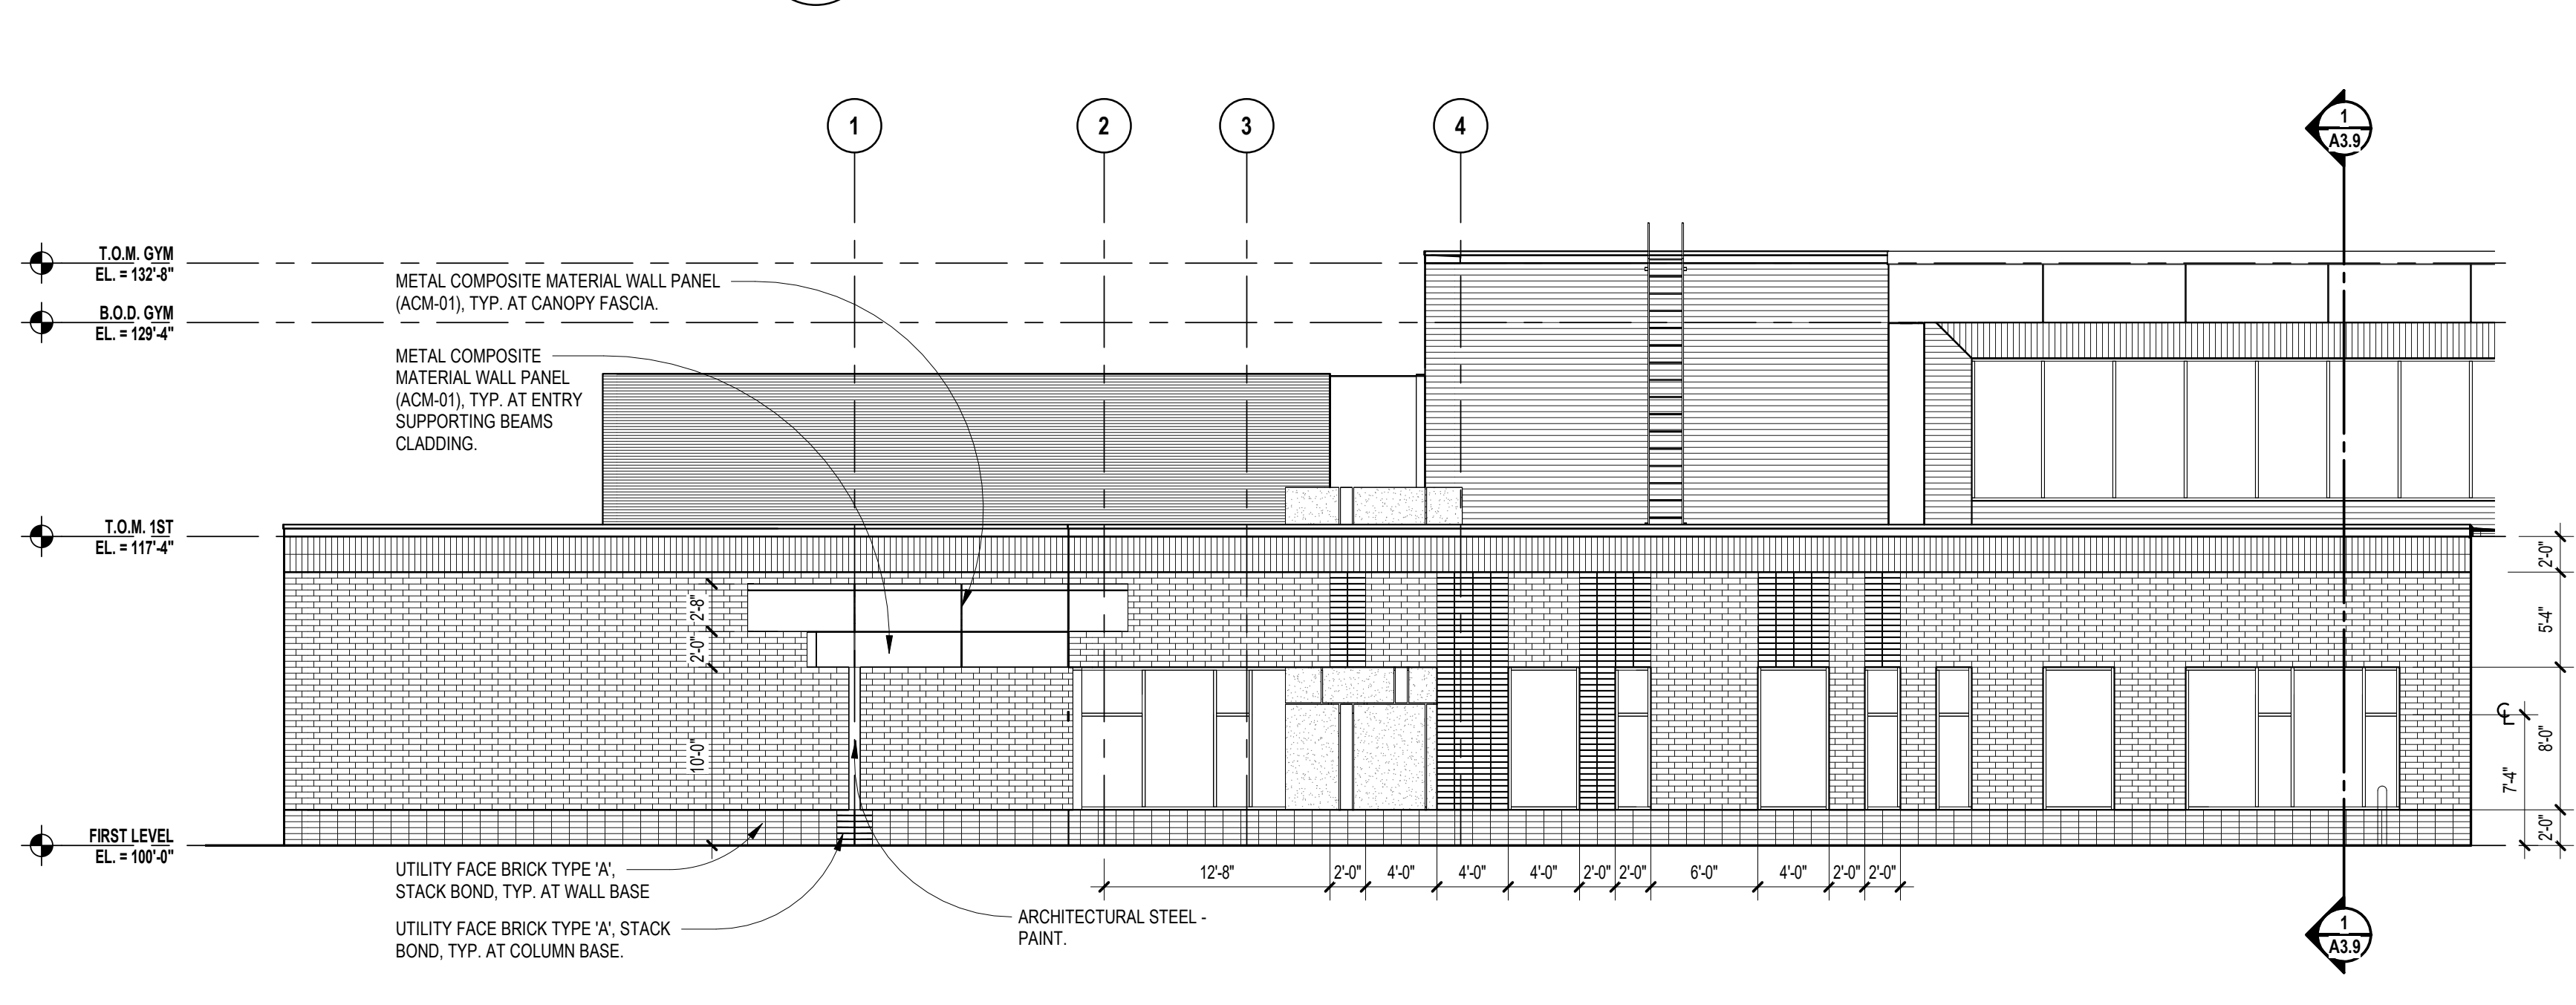 1
2
3
4
1
A3.9
T.O.M. GYM
EL. = 132'-8"
B.O.D. GYM
EL. = 129'-4"
T.O.M. 1ST
EL. = 117'-4"
FIRST LEVEL
EL. = 100'-0"
METAL COMPOSITE MATERIAL WALL PANEL
(ACM-01), TYP. AT CANOPY FASCIA.
METAL COMPOSITE
MATERIAL WALL PANEL
(ACM-01), TYP. AT ENTRY
SUPPORTING BEAMS
CLADDING.
2'-8"
2'-0"
10'-0"
2'-0"
5'-4"
8'-0"
2'-0"
7'-4"
℄
12'-8"
2'-0"
4'-0"
4'-0"
4'-0"
2'-0"
2'-0"
6'-0"
4'-0"
2'-0"
2'-0"
UTILITY FACE BRICK TYPE 'A',
STACK BOND, TYP. AT WALL BASE
UTILITY FACE BRICK TYPE 'A', STACK
BOND, TYP. AT COLUMN BASE.
ARCHITECTURAL STEEL -
PAINT.
1
A3.9